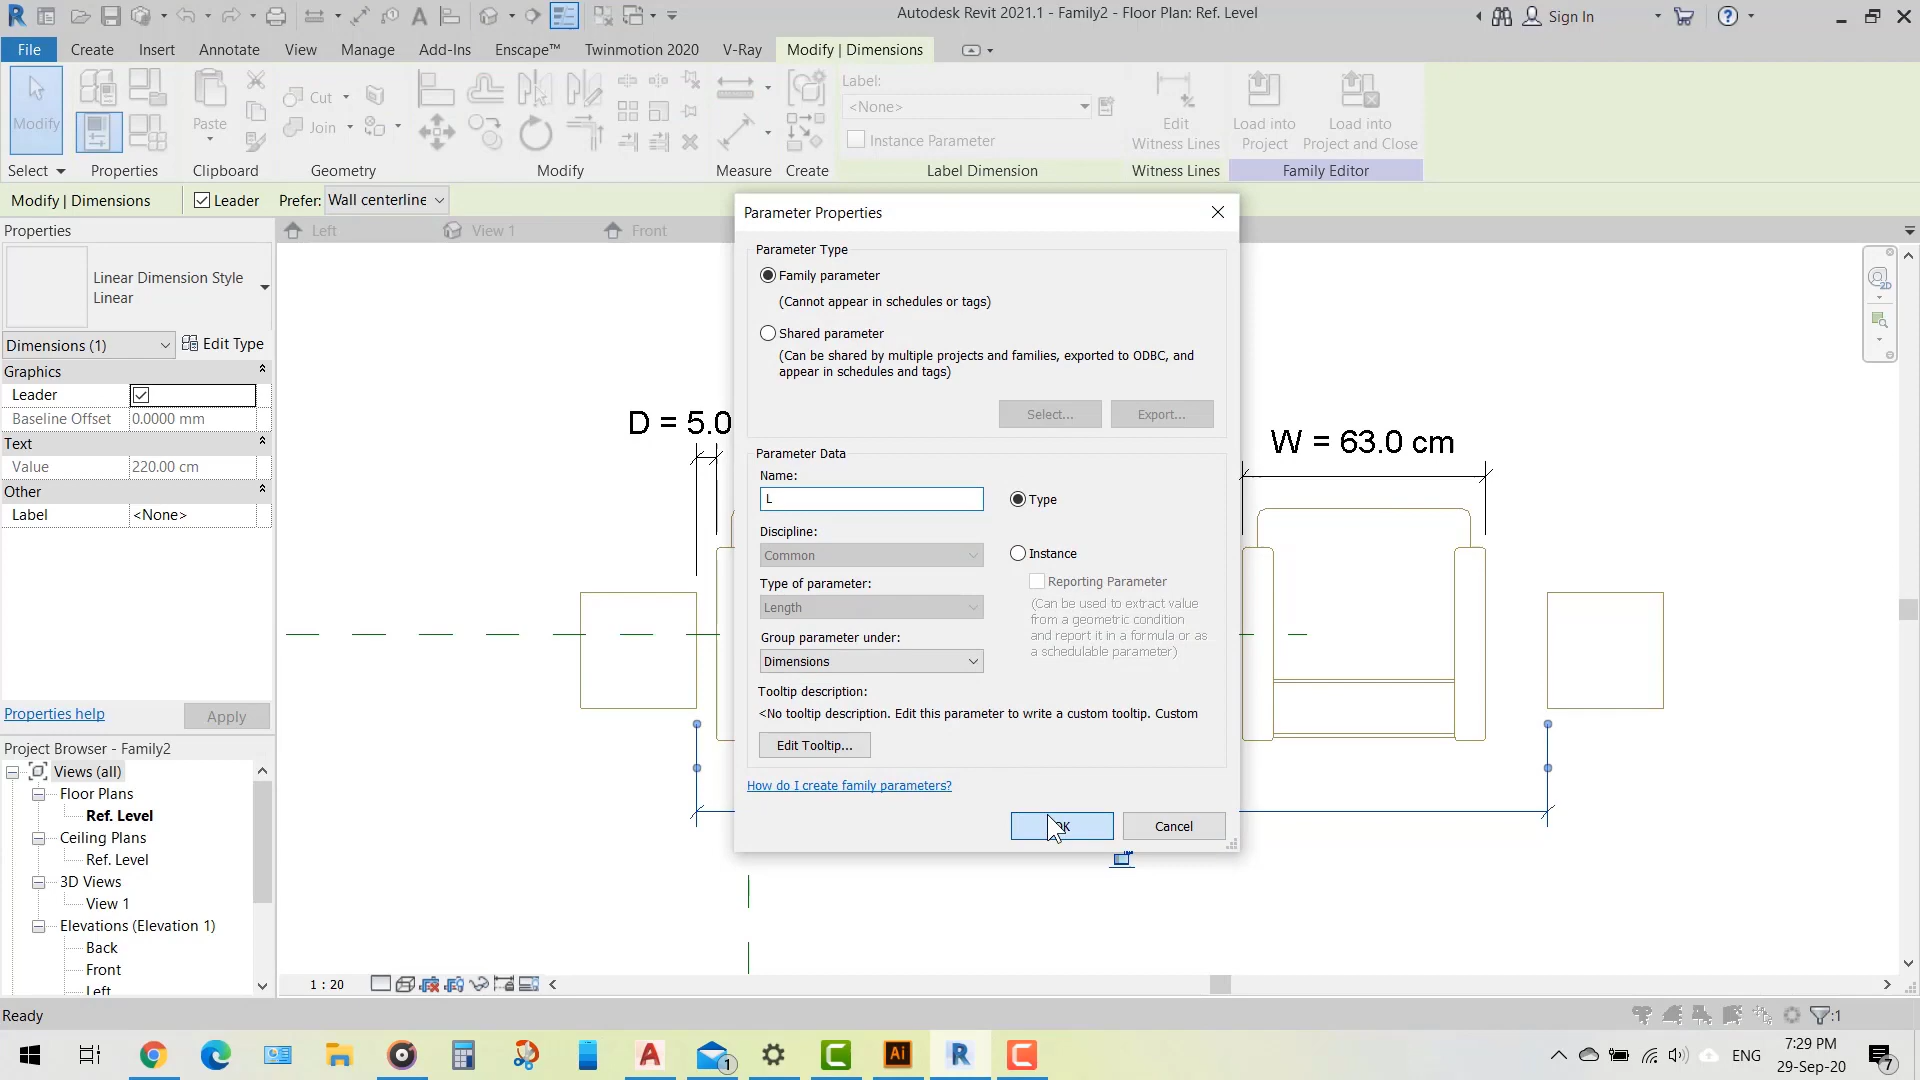 Autodesk Revit 2021.1 - Family2 - Floor Plan: Ref. Level
Sign In
File
Create
Insert
Annotate
View
Manage
Add-Ins
Enscape™
Twinmotion 2020
V-Ray
Modify | Dimensions
Modify
Paste
Cut
Join
Label:
<None>
Instance Parameter
Edit
Witness Lines
Load into
Project
Load into
Project and Close
Select
Properties
Clipboard
Geometry
Modify
Measure
Create
Label Dimension
Witness Lines
Family Editor
Modify | Dimensions
Leader
Prefer:
Wall centerline
Properties
Left
View 1
Front
Linear Dimension Style
Linear
Dimensions (1)
Edit Type
Graphics
Leader
Baseline Offset
0.0000 mm
Text
Value
220.00 cm
Other
Label
<None>
Properties help
Apply
Project Browser - Family2
Views (all)
Floor Plans
Ref. Level
Ceiling Plans
Ref. Level
3D Views
View 1
Elevations (Elevation 1)
Back
Front
Left
D = 5.0
W = 63.0 cm
2D
Parameter Properties
Parameter Type
Family parameter
(Cannot appear in schedules or tags)
Shared parameter
(Can be shared by multiple projects and families, exported to ODBC, and
appear in schedules and tags)
Select...
Export...
Parameter Data
Name:
L
Type
Discipline:
Common
Instance
Type of parameter:
Reporting Parameter
Length
(Can be used to extract value
from a geometric condition
and report it in a formula or as
a schedulable parameter)
Group parameter under:
Dimensions
Tooltip description:
<No tooltip description. Edit this parameter to write a custom tooltip. Custom
Edit Tooltip...
How do I create family parameters?
OK
Cancel
1 : 20
Ready
:1
1
Ai
R
ENG
7:29 PM
29-Sep-20
7